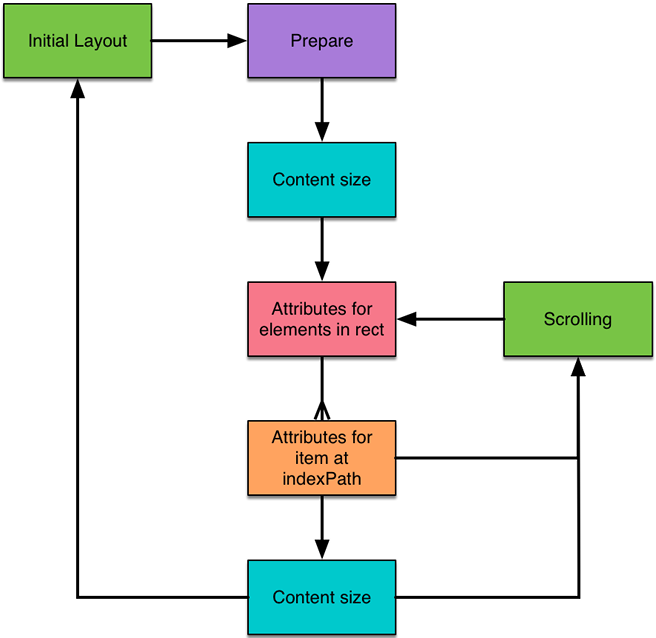 Initial Layout
Prepare
Content size
Attributes for
elements in rect
Scrolling
Attributes for
item at
indexPath
Content size